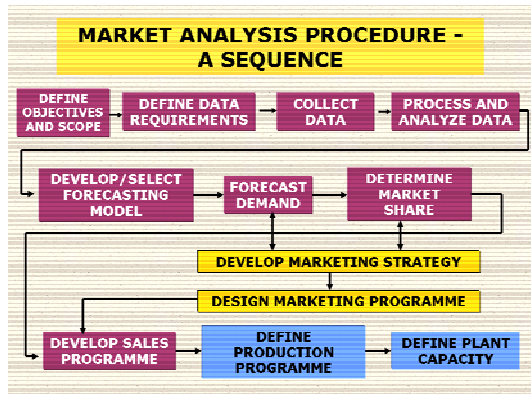 MARKET ANALYSIS PROCEDURE -
A SEQUENCE
DEFINE
OBJECTIVES
AND SCOPE
DEFINE DATA
REQUIREMENTS
COLLECT
DATA
PROCESS AND
ANALYZE DATA
DEVELOP/SELECT
FORECASTING
MODEL
FORECAST
DEMAND
DETERMINE
MARKET
SHARE
DEVELOP MARKETING STRATEGY
DESIGN MARKETING PROGRAMME
DEVELOP SALES
PROGRAMME
DEFINE
PRODUCTION
PROGRAMME
DEFINE PLANT
CAPACITY